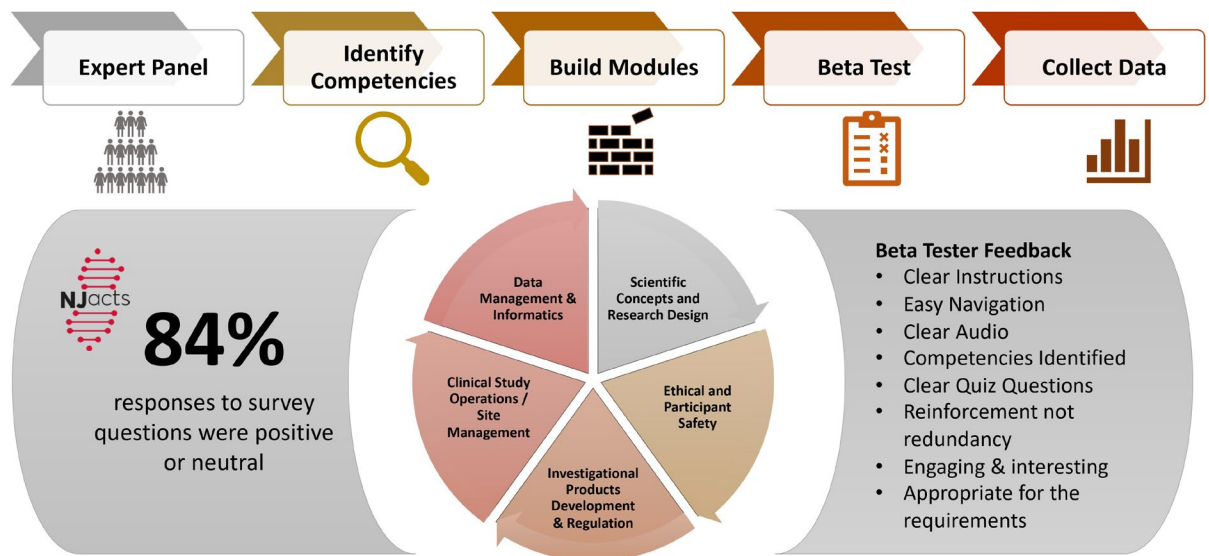 Expert Panel
Identify
Competencies
Build Modules
Beta Test
Collect Data
NJacts
84%
responses to survey
questions were positive
or neutral
Data
Management &
Informatics
Scientific
Concepts and
Research Design
Clinical Study
Operations /
Site
Management
Ethical and
Participant
Safety
Investigational
Products
Development
& Regulation
Beta Tester Feedback
• Clear Instructions
• Easy Navigation
• Clear Audio
• Competencies Identified
• Clear Quiz Questions
• Reinforcement not
redundancy
• Engaging & interesting
• Appropriate for the
requirements